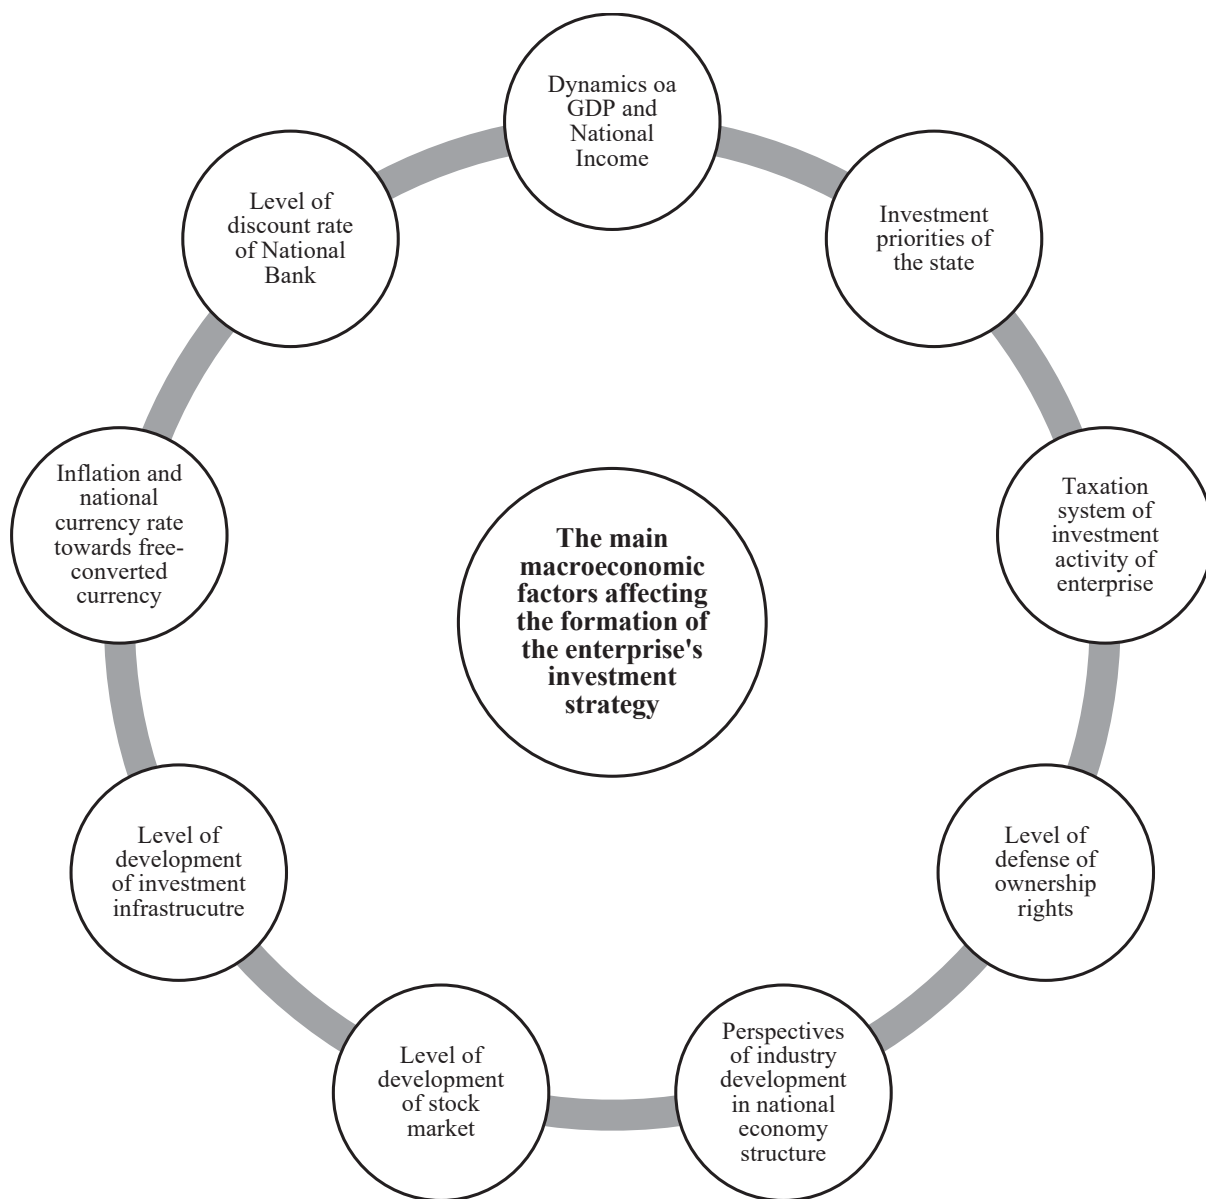 Dynamics oa
GDP and
National
Income
Investment
priorities of
the state
Taxation
system of
investment
activity of
enterprise
Level of
defense of
ownership
rights
Perspectives
of industry
development
in national
economy
structure
Level of
development
of stock
market
Level of
development
of investment
infrastrucutre
Inflation and
national
currency rate
towards free-
converted
currency
Level of
discount rate
of National
Bank
The main
macroeconomic
factors affecting
the formation of
the enterprise's
investment
strategy